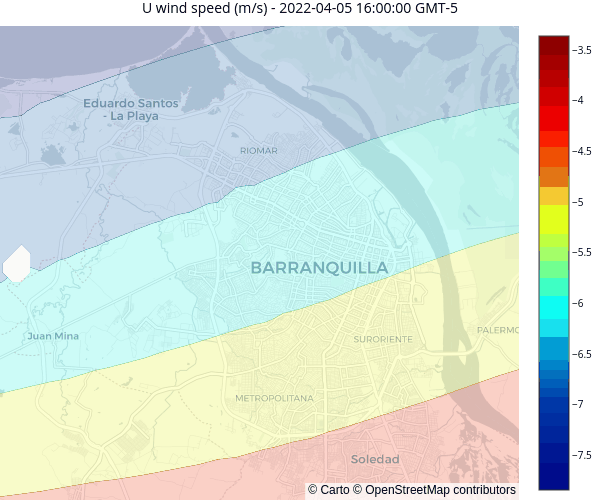 U wind speed (m/s) - 2022-04-05 16:00:00 GMT-5
−3.5
Eduardo Santos
- La Playa
−4
RIOMAR
−4.5
−5
−5.5
BARRANQUILLA
−6
Juan Mina
SURORIENTE
PALERMO
−6.5
METROPOLITANA
−7
Soledad
−7.5
© Carto © OpenStreetMap contributors